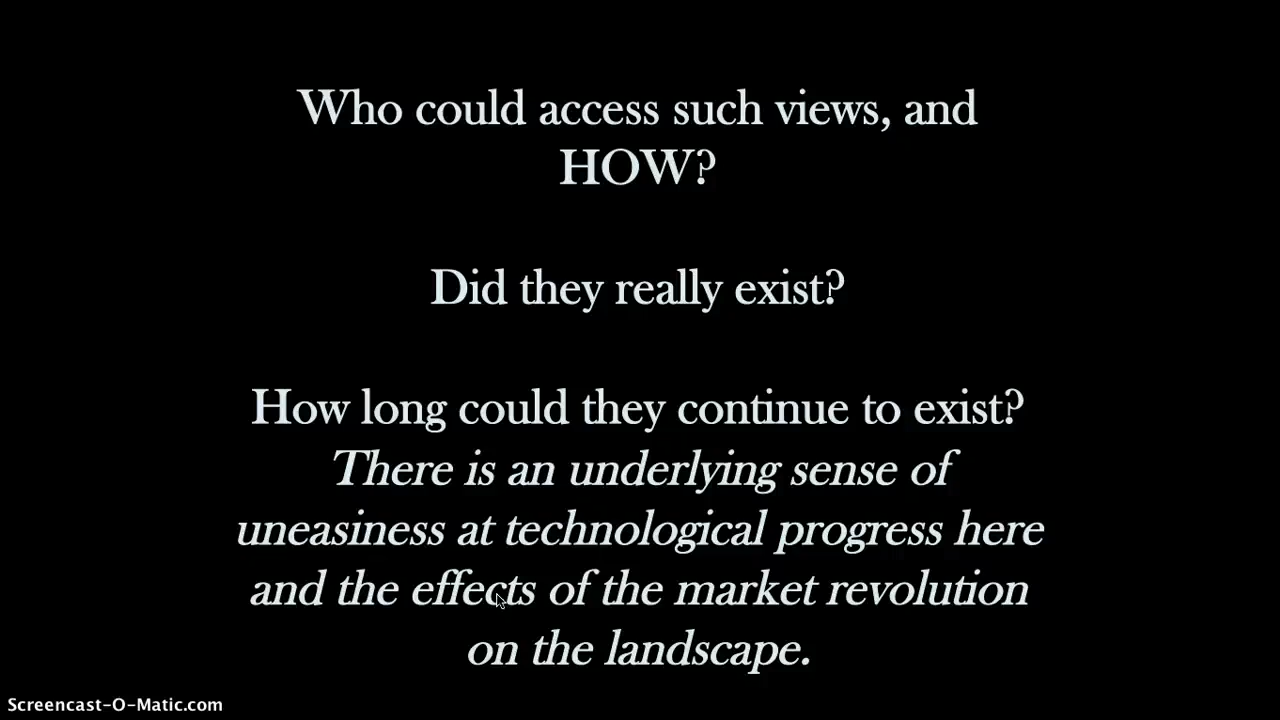 Who could access such views, and
HOW?
Did they really exist?
How long could they continue to exist?
There is an underlying sense of
uneasiness at technological progress here
and the effects of the market revolution
on the landscape.
Screencast-O-Matic.com